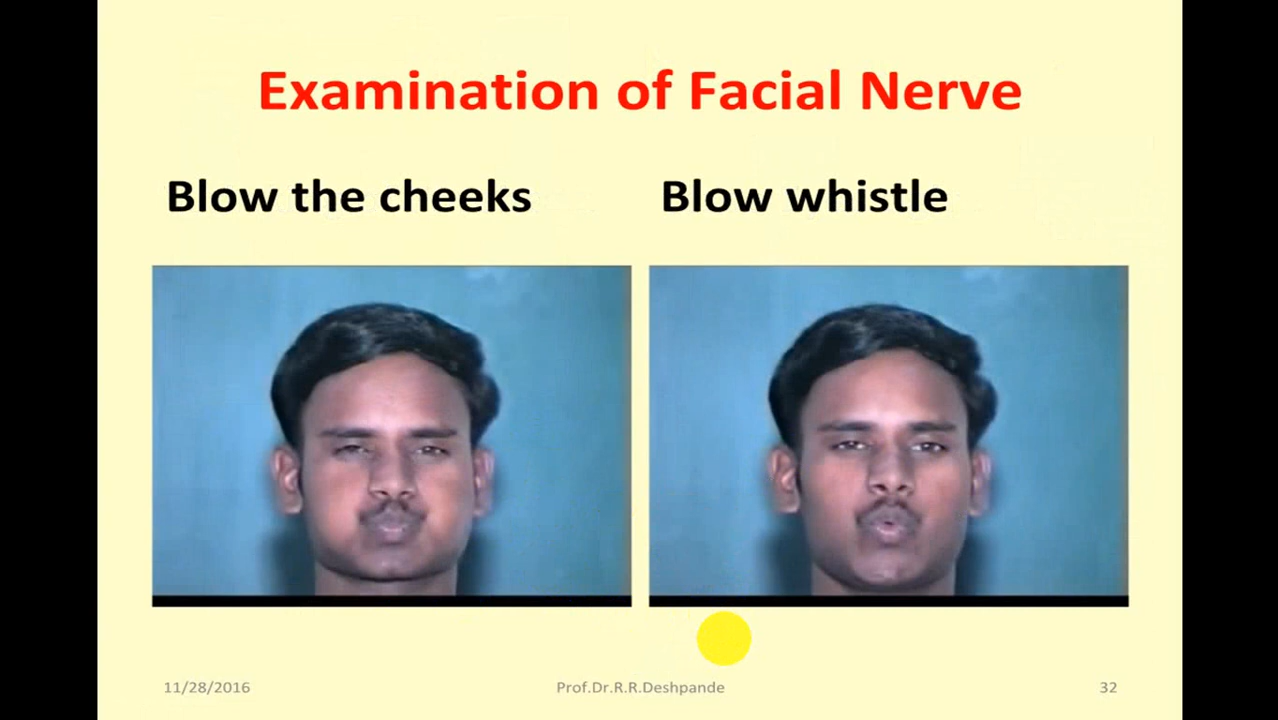 Examination of Facial Nerve
Blow the cheeks
Blow whistle
11/28/2016
Prof.Dr.R.R.Deshpande
32